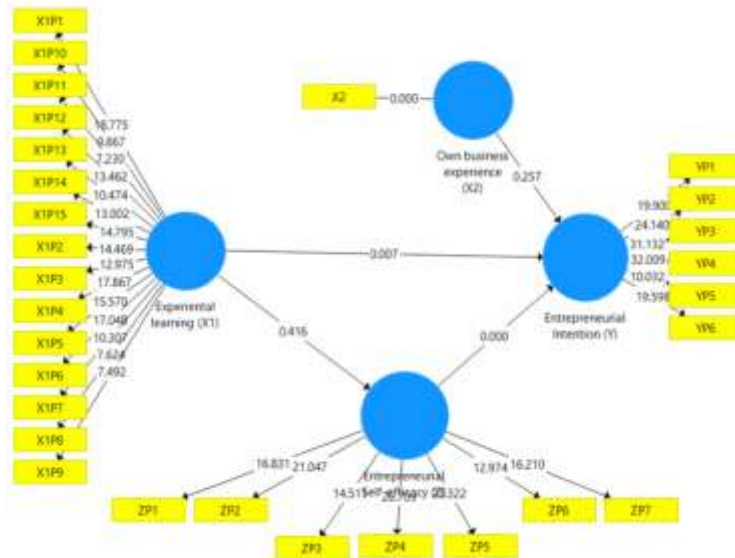 X1P1
X1P10
X1P11
X1P12
X1P13
X1P14
X1P15
X1P2
X1P3
X1P4
X1P5
X1P6
X1P7
X1P8
X1P9
16.775
9.867
7.230
13.462
10.474
13.002
14.795
14.469
12.975
17.867
15.570
17.048
10.307
7.624
7.492
Experiental
learning (X1)
X2
0.000
Own business
experience
(X2)
0.257
0.416
0.000
Entrepreneurial
Intention (Y)
19.900
24.140
31.132
32.009
10.032
19.598
YP1
YP2
YP3
YP4
YP5
YP6
Entrepreneurial
16.831
21.047
12.974
16.210
ZP1
ZP2
ZP3
ZP4
ZP5
ZP6
ZP7